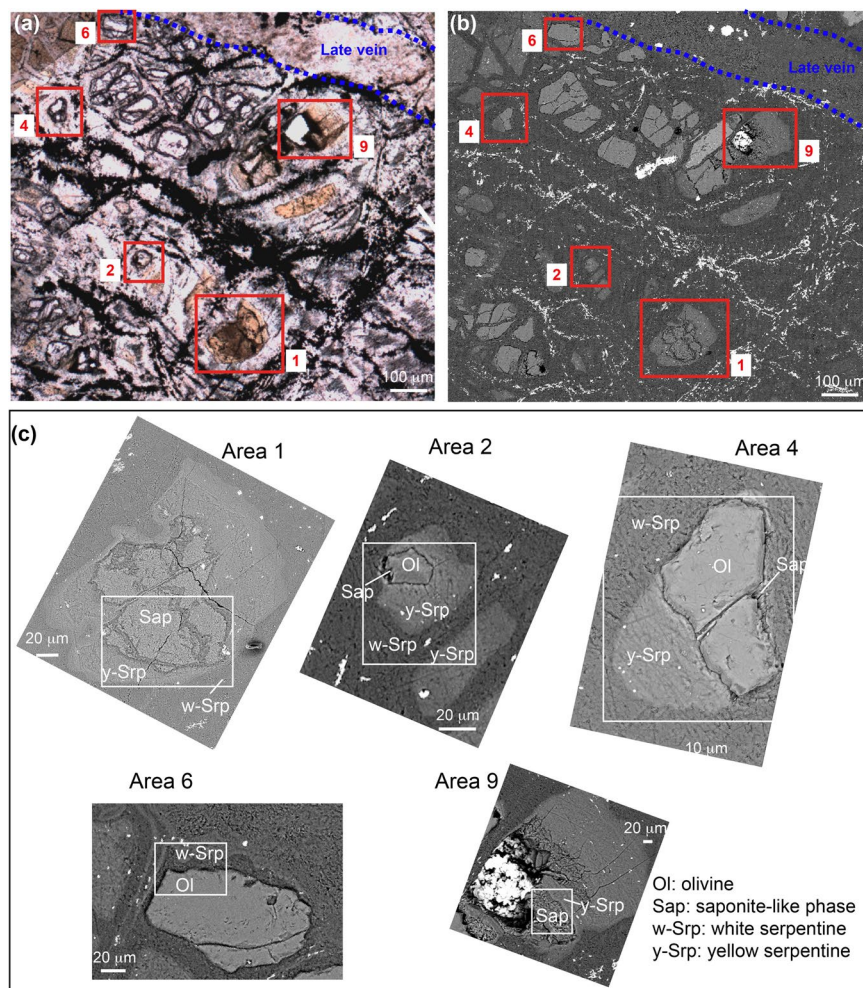 (a)
6
Late vein
4
9
2
1
100 μm
(b)
6
Late vein
4
9
2
1
100 μm
(c)
Area 1
Sap
20 μm
y-Srp
w-Srp
Area 2
Ol
Sap
y-Srp
w-Srp
y-Srp
20 μm
Area 4
w-Srp
Ol
Sap
y-Srp
10 μm
Area 6
w-Srp
Ol
20 μm
Area 9
20 μm
y-Srp
Sap
Ol: olivine
Sap: saponite-like phase
w-Srp: white serpentine
y-Srp: yellow serpentine